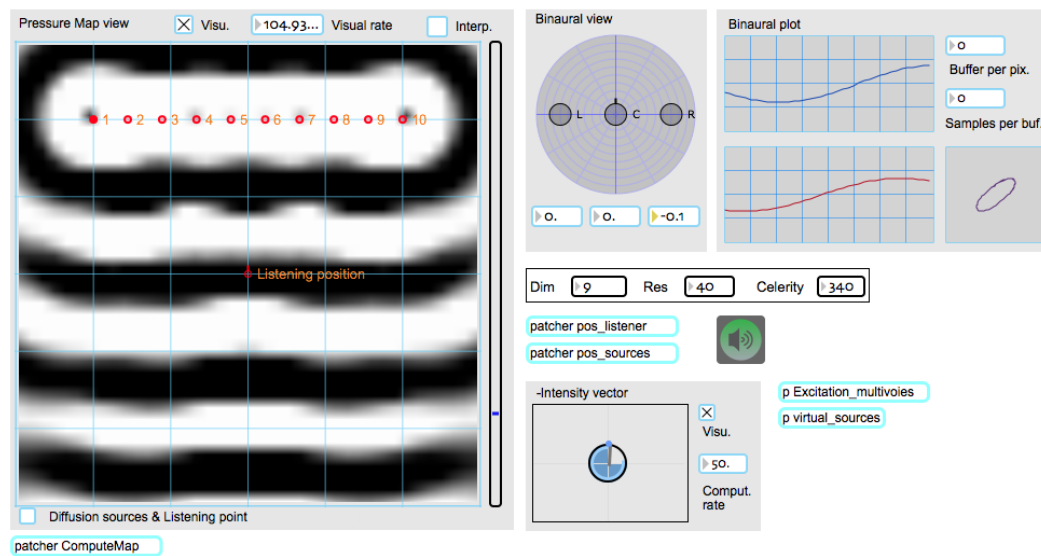 Pressure Map view
Visu.
104.93...
Visual rate
Interp.
1 2 3 4 5 6 7 8 9 10
Listening position
Diffusion sources & Listening point
patcher ComputeMap
Binaural view
L C R
0. 0. -0.1
Binaural plot
0
Buffer per pix.
0
Samples per buf.
Dim 9 Res 40 Celerity 340
patcher pos_listener
patcher pos_sources
-Intensity vector
Visu.
50.
Comput.
rate
p Excitation_multivoies
p virtual_sources